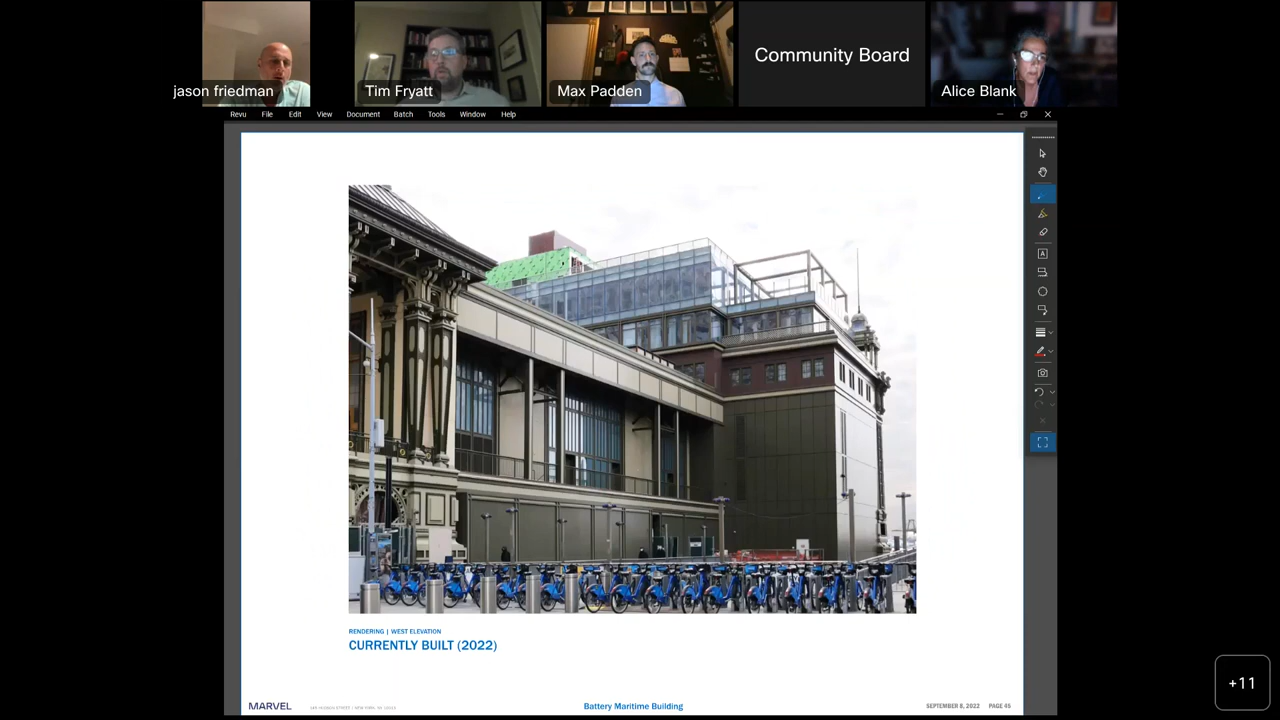 jason friedman
Tim Fryatt
Max Padden
Community Board
Alice Blank
Revu File Edit View Document Batch Tools Window Help
A
RENDERING | WEST ELEVATION
CURRENTLY BUILT (2022)
MARVEL
Battery Maritime Building
SEPTEMBER 8, 2022 PAGE 45
+11